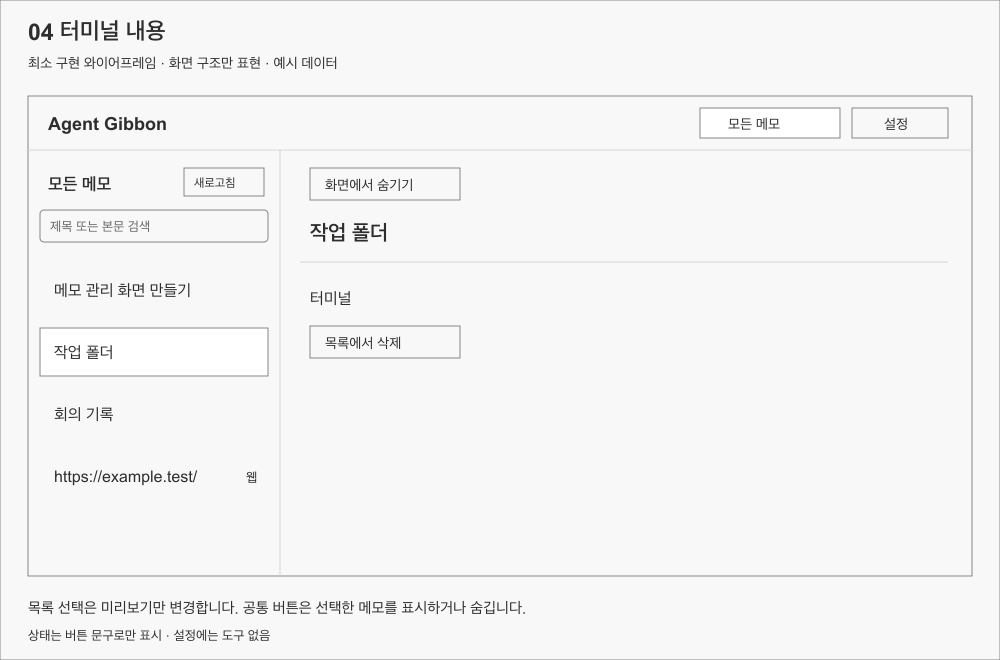 04 터미널 내용
최소 구현 와이어프레임 · 화면 구조만 표현 · 예시 데이터
Agent Gibbon
모든 메모
설정
모든 메모
새로고침
제목 또는 본문 검색
메모 관리 화면 만들기
작업 폴더
회의 기록
https://example.test/
웹
화면에서 숨기기
작업 폴더
터미널
목록에서 삭제
목록 선택은 미리보기만 변경합니다. 공통 버튼은 선택한 메모를 표시하거나 숨깁니다.
상태는 버튼 문구로만 표시 · 설정에는 도구 없음